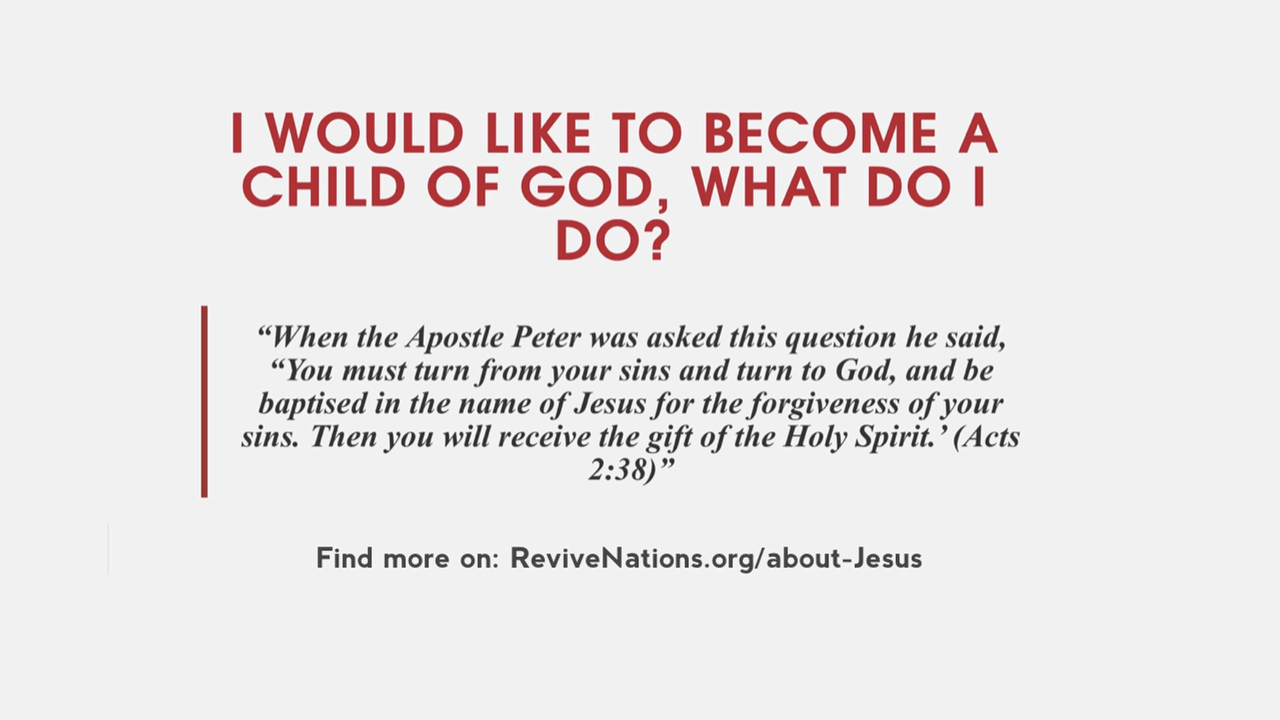 I WOULD LIKE TO BECOME A
CHILD OF GOD, WHAT DO I
DO?
“When the Apostle Peter was asked this question he said,
“You must turn from your sins and turn to God, and be
baptised in the name of Jesus for the forgiveness of your
sins. Then you will receive the gift of the Holy Spirit.’ (Acts
2:38)”
Find more on: ReviveNations.org/about-Jesus